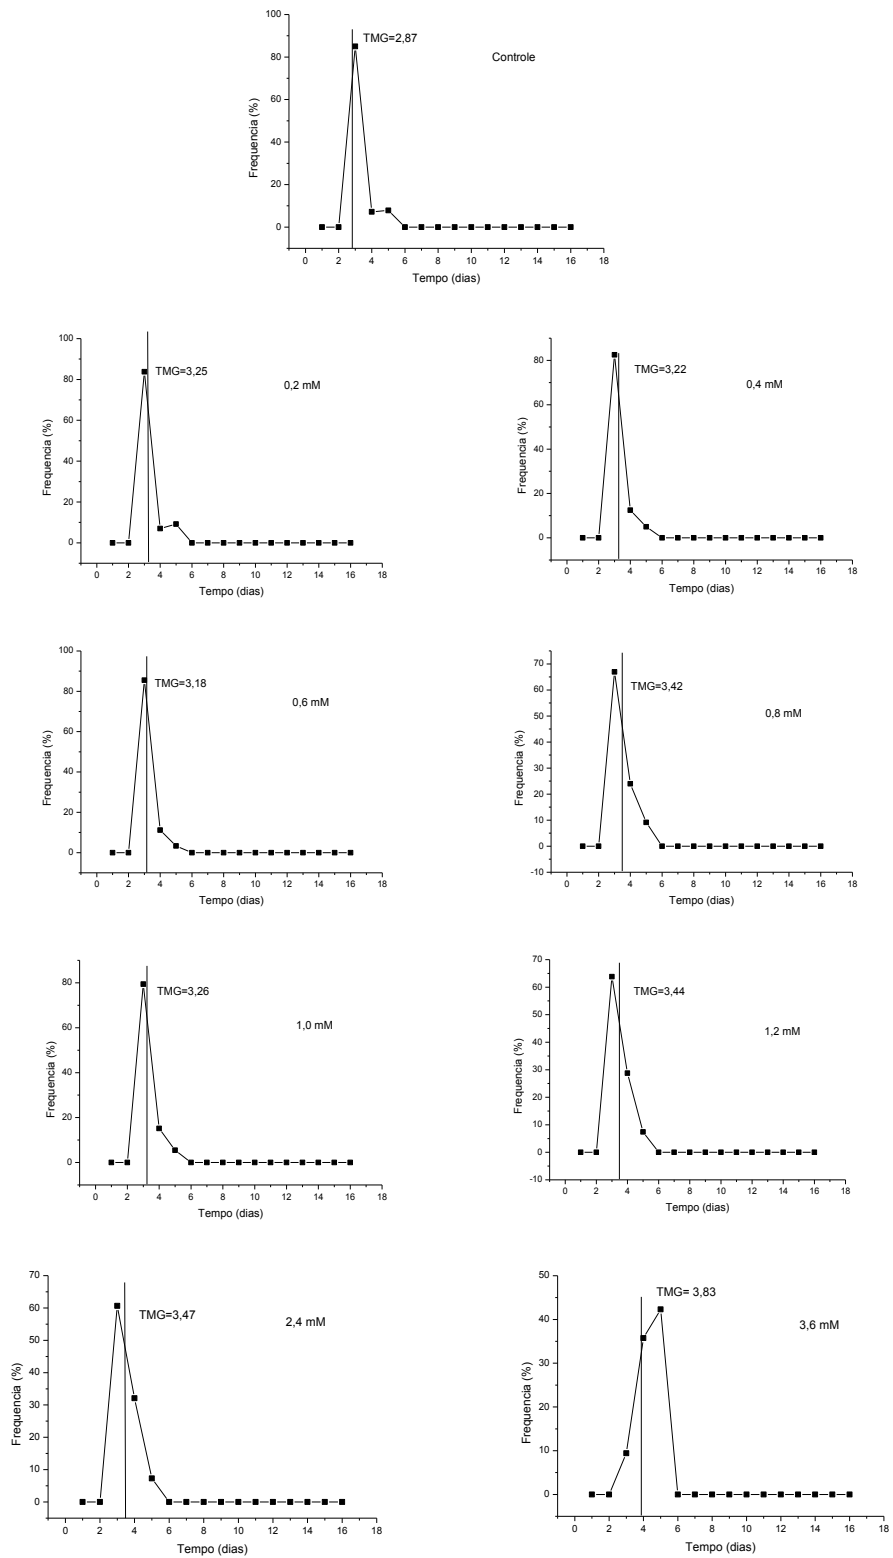 100
80
60
40
20
0
Frequencia (%)
TMG=2,87
Controle
0 2 4 6 8 10 12 14 16 18
Tempo (dias)
100
80
60
40
20
0
Frequencia (%)
TMG=3,25
0,2 mM
0 2 4 6 8 10 12 14 16 18
Tempo (dias)
80
60
40
20
0
Frequencia (%)
TMG=3,22
0,4 mM
0 2 4 6 8 10 12 14 16 18
Tempo (dias)
100
80
60
40
20
0
Frequencia (%)
TMG=3,18
0,6 mM
0 2 4 6 8 10 12 14 16 18
Tempo (dias)
70
60
50
40
30
20
10
0
-10
Frequencia (%)
TMG=3,42
0,8 mM
0 2 4 6 8 10 12 14 16 18
Tempo (dias)
80
60
40
20
0
Frequencia (%)
TMG=3,26
1,0 mM
0 2 4 6 8 10 12 14 16 18
Tempo (dias)
70
60
50
40
30
20
10
0
-10
Frequencia (%)
TMG=3,44
1,2 mM
0 2 4 6 8 10 12 14 16 18
Tempo (dias)
70
60
50
40
30
20
10
0
Frequencia (%)
TMG=3,47
2,4 mM
0 2 4 6 8 10 12 14 16 18
Tempo (dias)
50
40
30
20
10
0
Frequencia (%)
TMG= 3,83
3,6 mM
0 2 4 6 8 10 12 14 16 18
Tempo (dias)